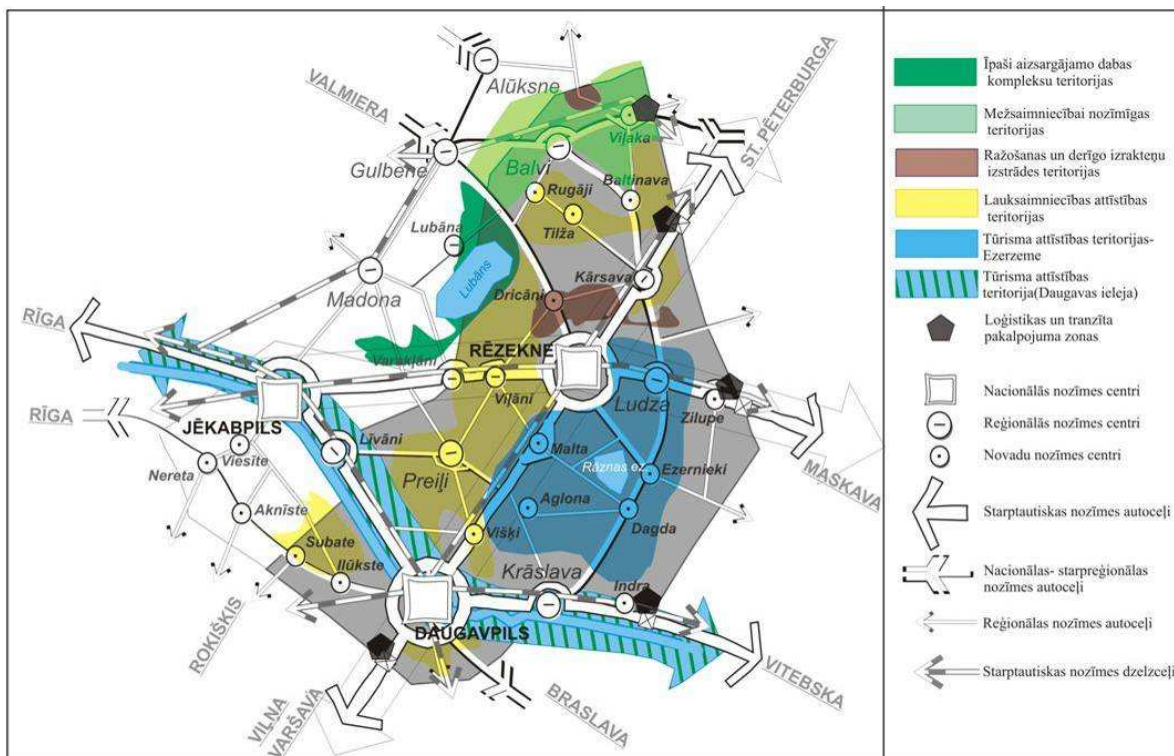 VALMIERA
ST. PĒTERBURGA
Alūksne
Gulbene
Balvi
Viļaka
Rugāji
Baltinava
Tilža
Lubāna
Lubāns
Kārsava
Madona
Dricāni
RĪGA
Varakļāni
RĒZEKNE
Viļāni
Ludza
Zilupe
JĒKABPILS
RĪGA
Viesīte
Līvāni
Malta
Nereta
Preiļi
Rāznas ez.
Ezernieki
MASKAVA
Aknīste
Aglona
Dagda
Subate
Višķi
Ilūkste
Krāslava
Indra
ROKIŠĶIS
DAUGAVPILS
VITEBSKA
VIĻŅA
VARŠAVA
BRASLAVA
Īpaši aizsargājamo dabas
kompleksu teritorijas
Mežsaimniecībai nozīmīgas
teritorijas
Ražošanas un derīgo izrakteņu
izstrādes teritorijas
Lauksaimniecības attīstības
teritorijas
Tūrisma attīstības teritorijas-
Ezerzeme
Tūrisma attīstības
teritorija(Daugavas ieleja)
Loģistikas un tranzīta
pakalpojuma zonas
Nacionālās nozīmes centri
Reģionālās nozīmes centri
Novadu nozīmes centri
Starptautiskas nozīmes autoceļi
Nacionālas- starpreģionālas
nozīmes autoceļi
Reģionālas nozīmes autoceļi
Starptautiskas nozīmes dzelzceļi